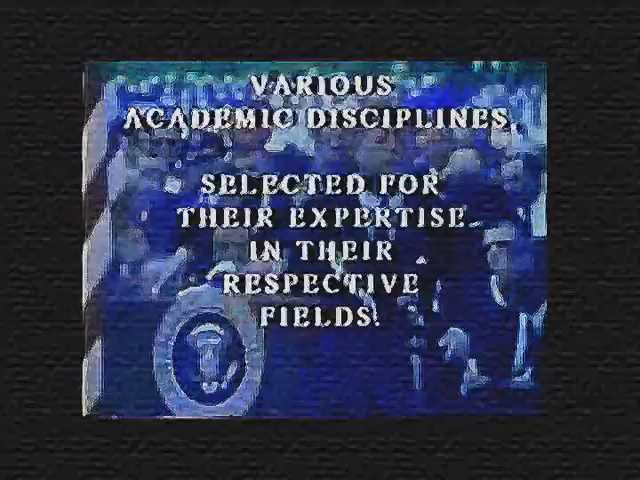 VARIOUS
ACADEMIC DISCIPLINES,
SELECTED FOR
THEIR EXPERTISE
IN THEIR
RESPECTIVE
FIELDS.